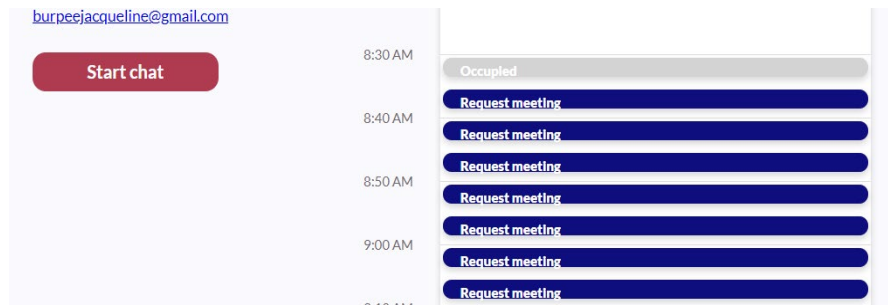 burpeejacqueline@gmail.com
Start chat
8:30 AM
Occupied
Request meeting
8:40 AM
Request meeting
Request meeting
8:50 AM
Request meeting
Request meeting
9:00 AM
Request meeting
Request meeting